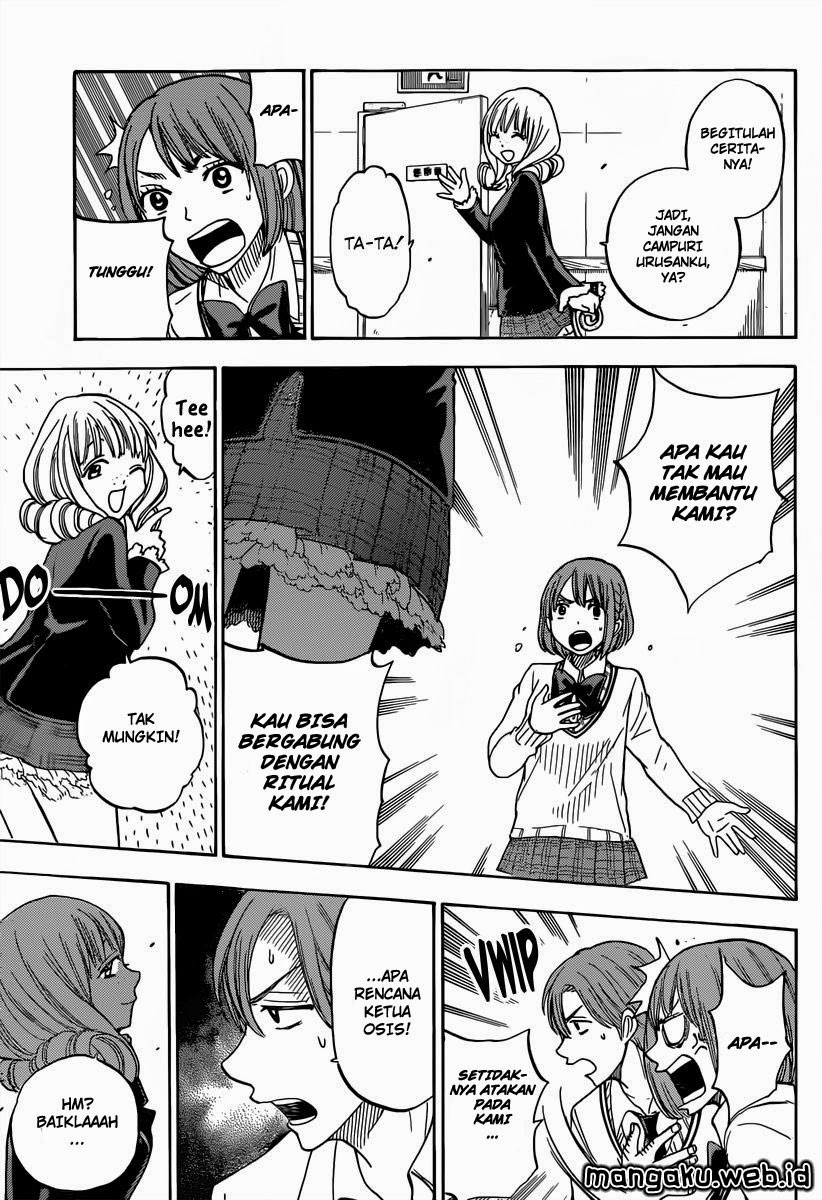 BEGITULAH
CERITA-
NYA!
JADI,
JANGAN
CAMPURI
URUSANKU,
YA?
TA-TA!
APA-
TUNGGU!
APA KAU
TAK MAU
MEMBANTU
KAMI?
KAU BISA
BERGABUNG
DENGAN
RITUAL
KAMI!
Tee
hee!
DO — OM
TAK
MUNGKIN!
APA--
VWIP
SETIDAK-
NYA ATAKAN
PADA
KAMI
...
...APA
RENCANA
KETUA
OSIS!
HM?
BAIKLAAAH
...
mangaku.web.id